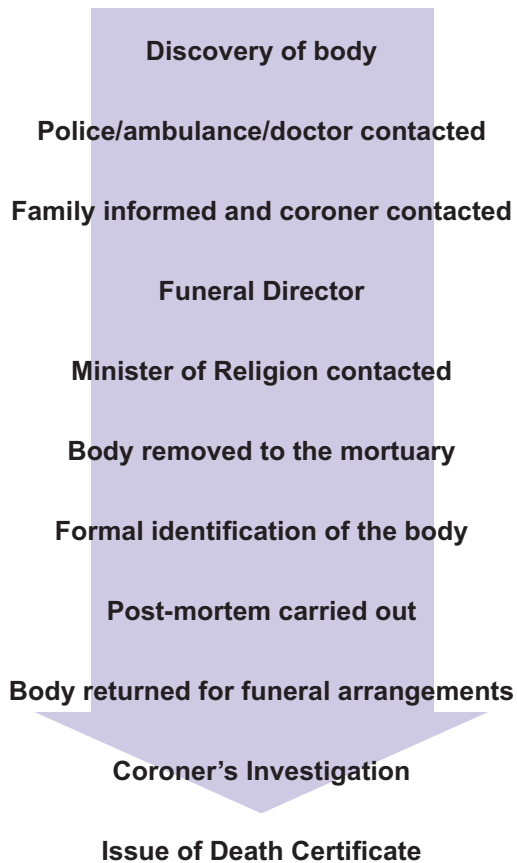 Discovery of body
Police/ambulance/doctor contacted
Family informed and coroner contacted
Funeral Director
Minister of Religion contacted
Body removed to the mortuary
Formal identification of the body
Post-mortem carried out
Body returned for funeral arrangements
Coroner’s Investigation
Issue of Death Certificate